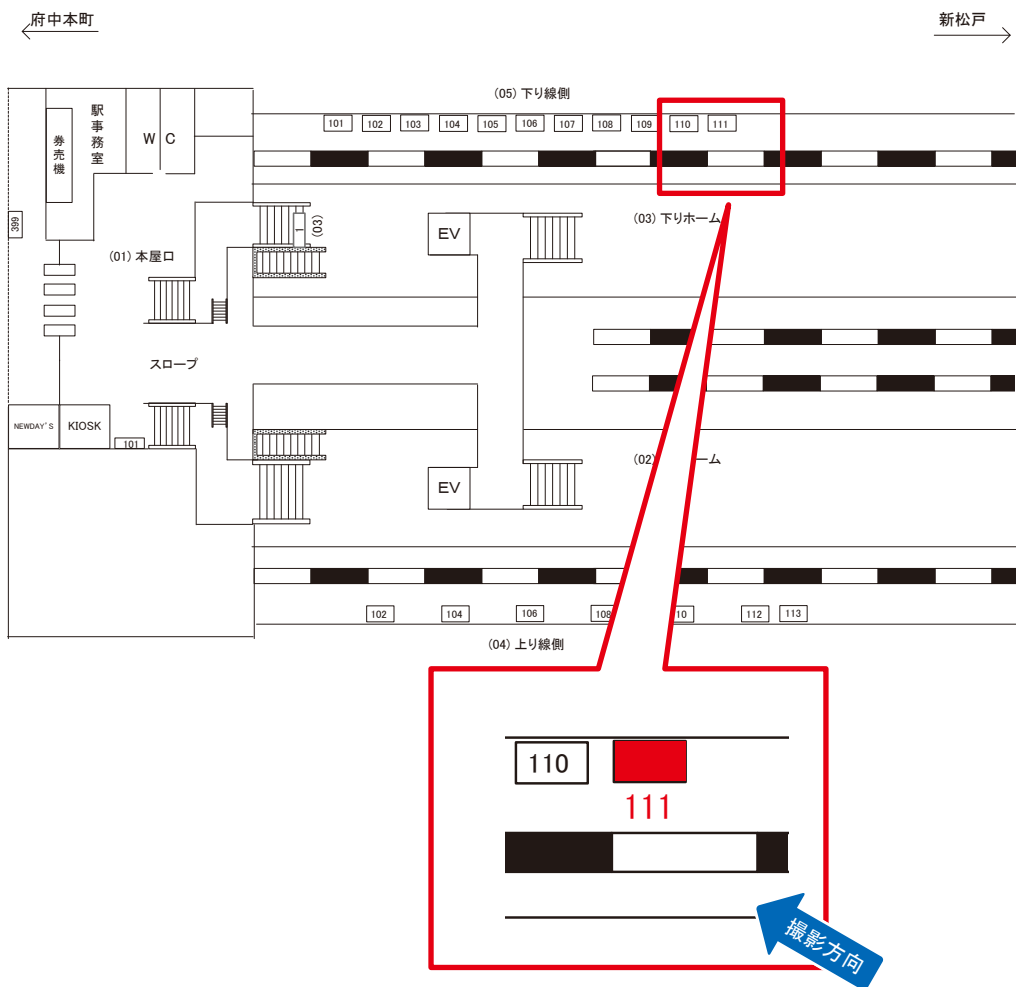 府中本町
新松戸
(05) 下り線側
101 102 103 104 105 106 107 108 109 110 111
駅事務室
W C
券売機
399
1
(03)
EV
(03) 下りホーム
(01) 本屋口
スロープ
NEWDAY'S
KIOSK
101
(02)
ーム
EV
102 104 106 108 10 112 113
(04) 上り線側
110
111
撮影方向